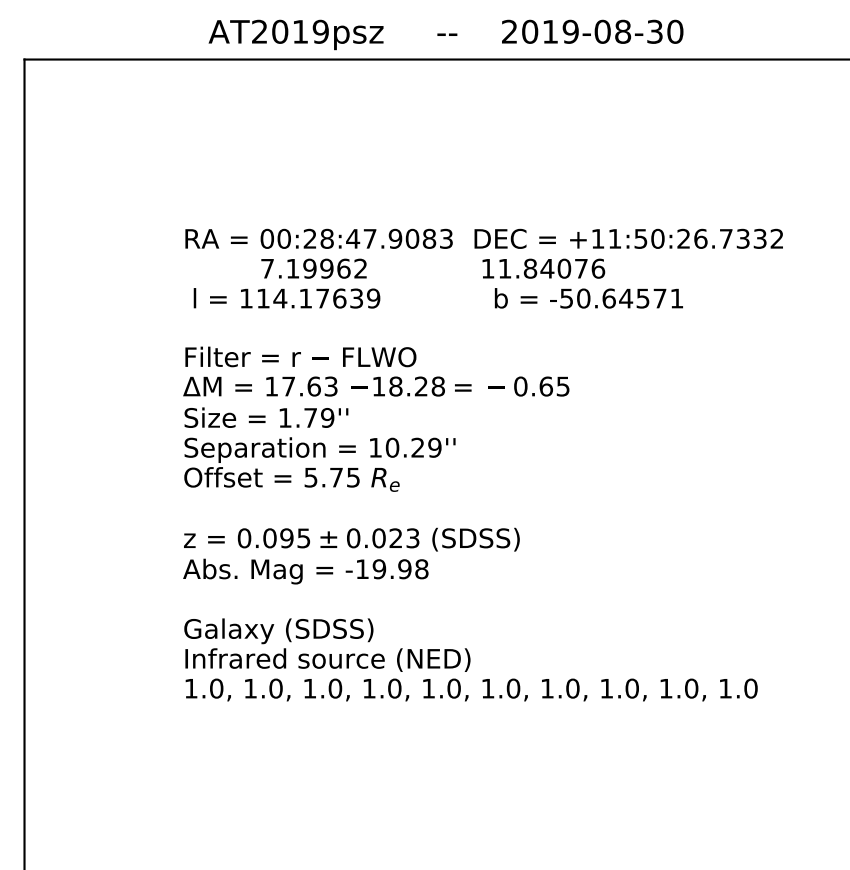 AT2019psz -- 2019-08-30
RA = 00:28:47.9083 DEC = +11:50:26.7332
7.19962 11.84076
l = 114.17639 b = -50.64571
Filter = r − FLWO
ΔM = 17.63 −18.28 = − 0.65
Size = 1.79''
Separation = 10.29''
Offset = 5.75 Rₑ
z = 0.095 ± 0.023 (SDSS)
Abs. Mag = -19.98
Galaxy (SDSS)
Infrared source (NED)
1.0, 1.0, 1.0, 1.0, 1.0, 1.0, 1.0, 1.0, 1.0, 1.0